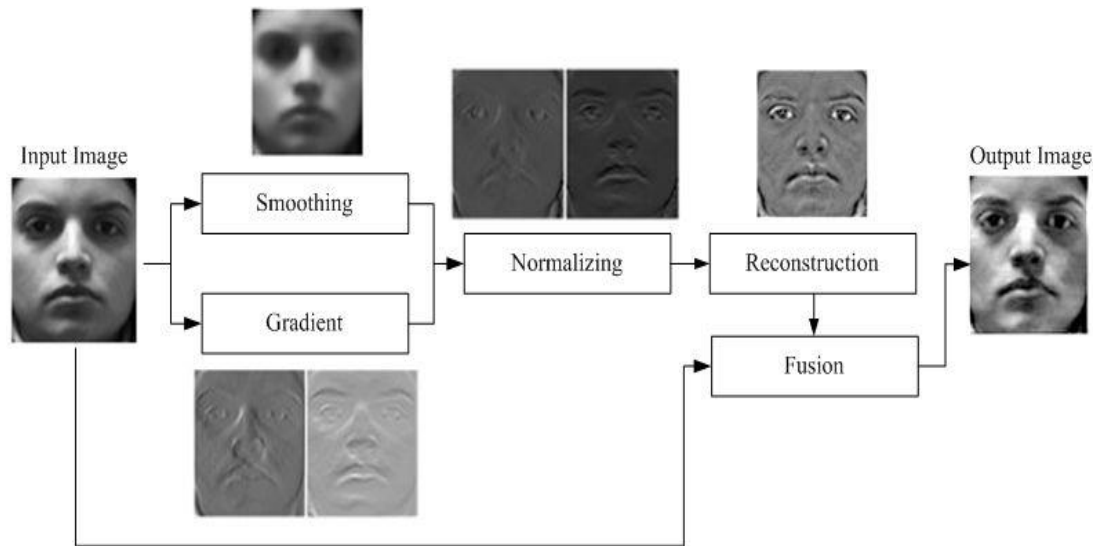 Input Image
Smoothing
Gradient
Normalizing
Reconstruction
Fusion
Output Image